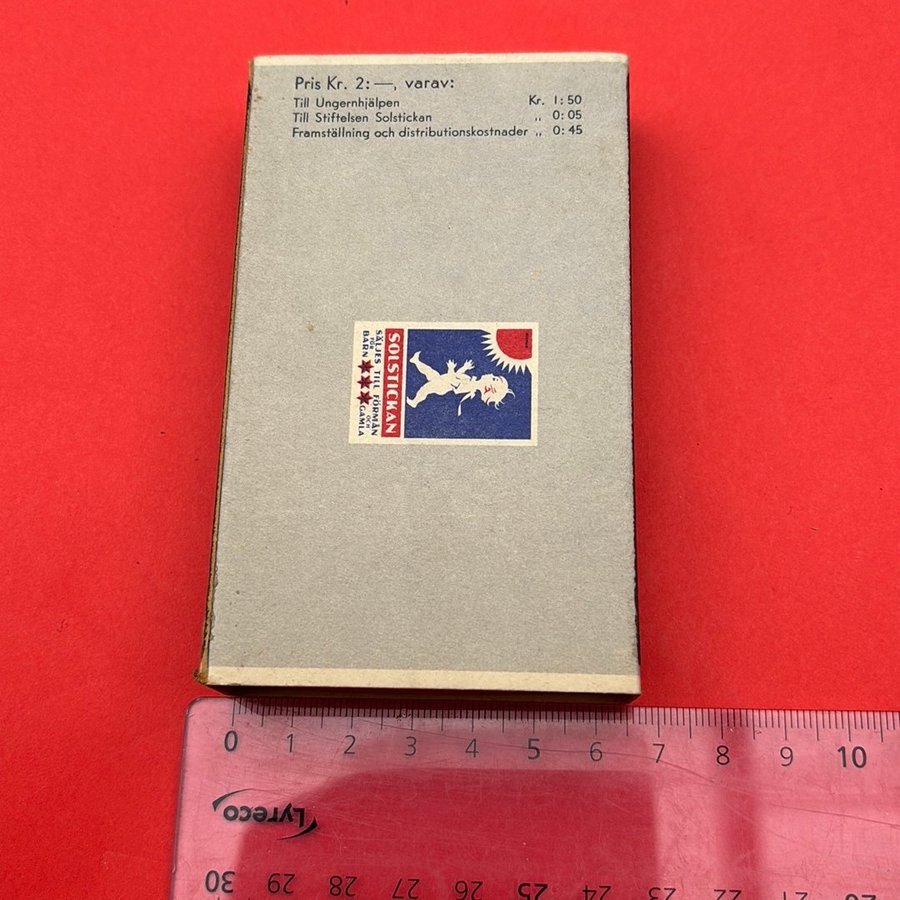 Pris Kr. 2:—, varav:
Till Ungernhjälpen Kr. 1:50
Till Stiftelsen Solstickan „ 0:05
Framställning och distributionskostnader „ 0:45
SOLSTICKAN
SÄLJES TILL FÖRMÅN
FÖR OCH
BARN GAMLA
0 1 2 3 4 5 6 7 8 9 10
Lyreco
30 29 28 27 26 25 24 23 22 21 20